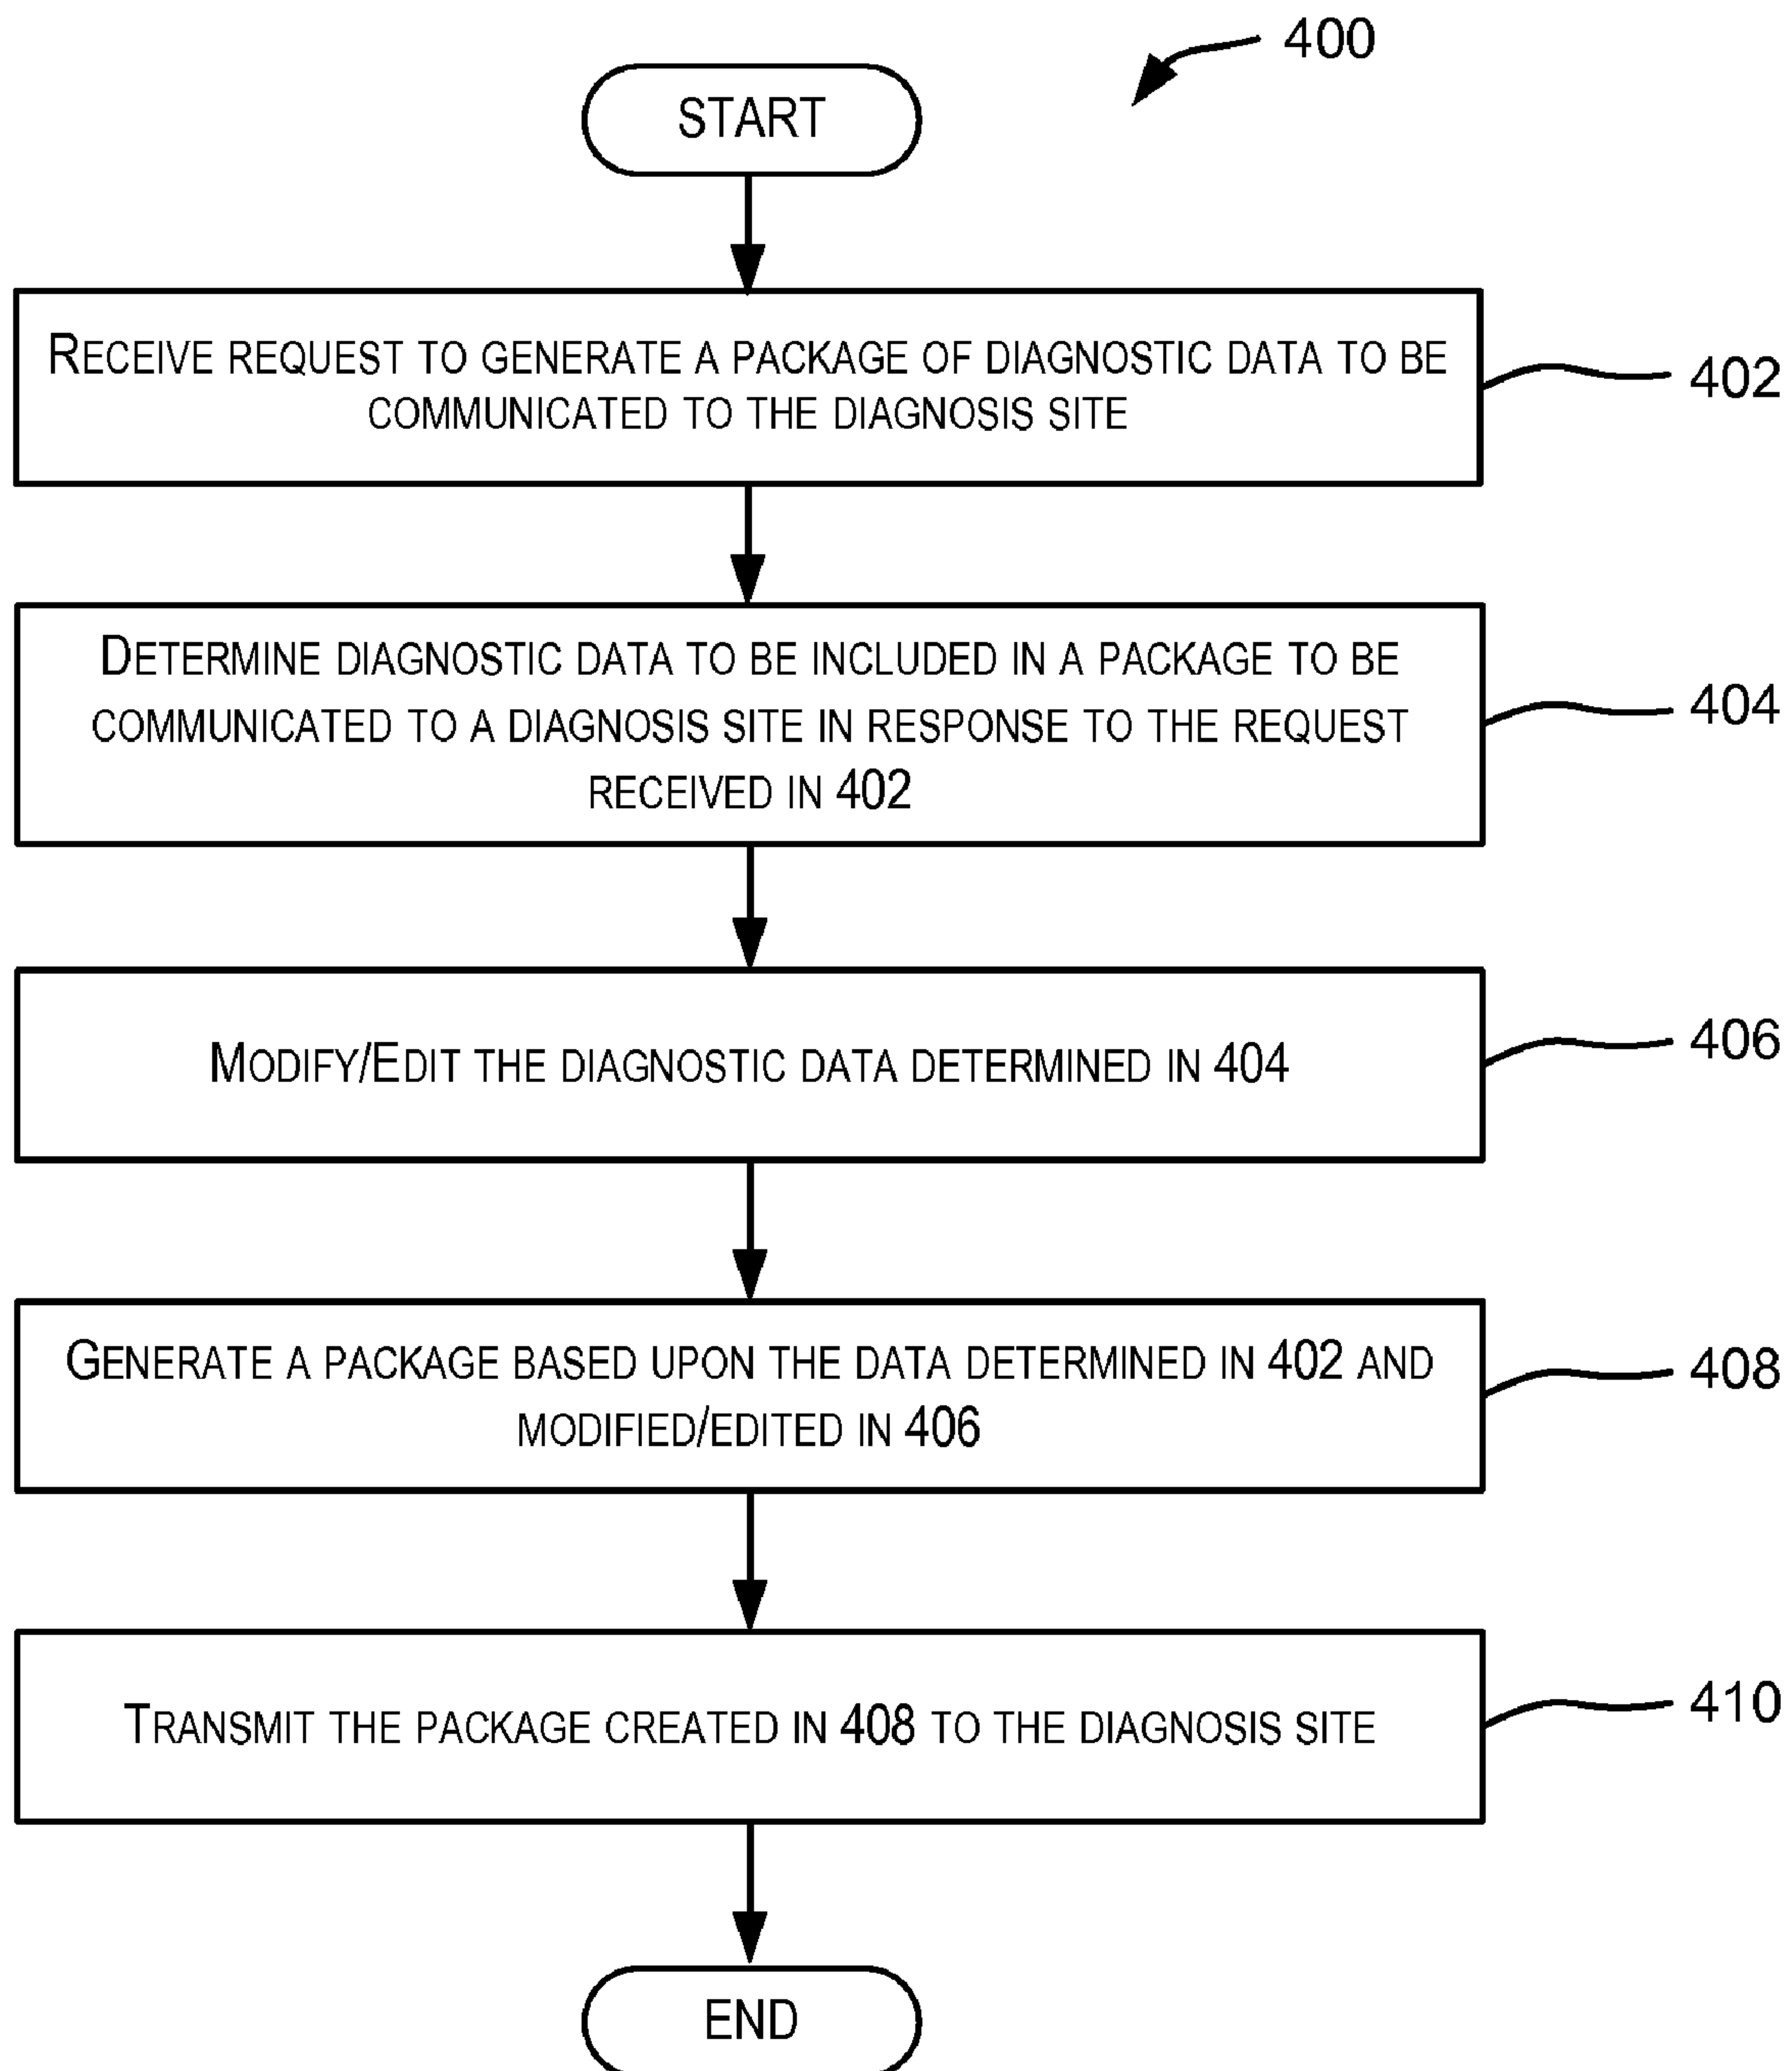 400
START
RECEIVE REQUEST TO GENERATE A PACKAGE OF DIAGNOSTIC DATA TO BE
COMMUNICATED TO THE DIAGNOSIS SITE
402
DETERMINE DIAGNOSTIC DATA TO BE INCLUDED IN A PACKAGE TO BE
COMMUNICATED TO A DIAGNOSIS SITE IN RESPONSE TO THE REQUEST
RECEIVED IN 402
404
MODIFY/EDIT THE DIAGNOSTIC DATA DETERMINED IN 404
406
GENERATE A PACKAGE BASED UPON THE DATA DETERMINED IN 402 AND
MODIFIED/EDITED IN 406
408
TRANSMIT THE PACKAGE CREATED IN 408 TO THE DIAGNOSIS SITE
410
END